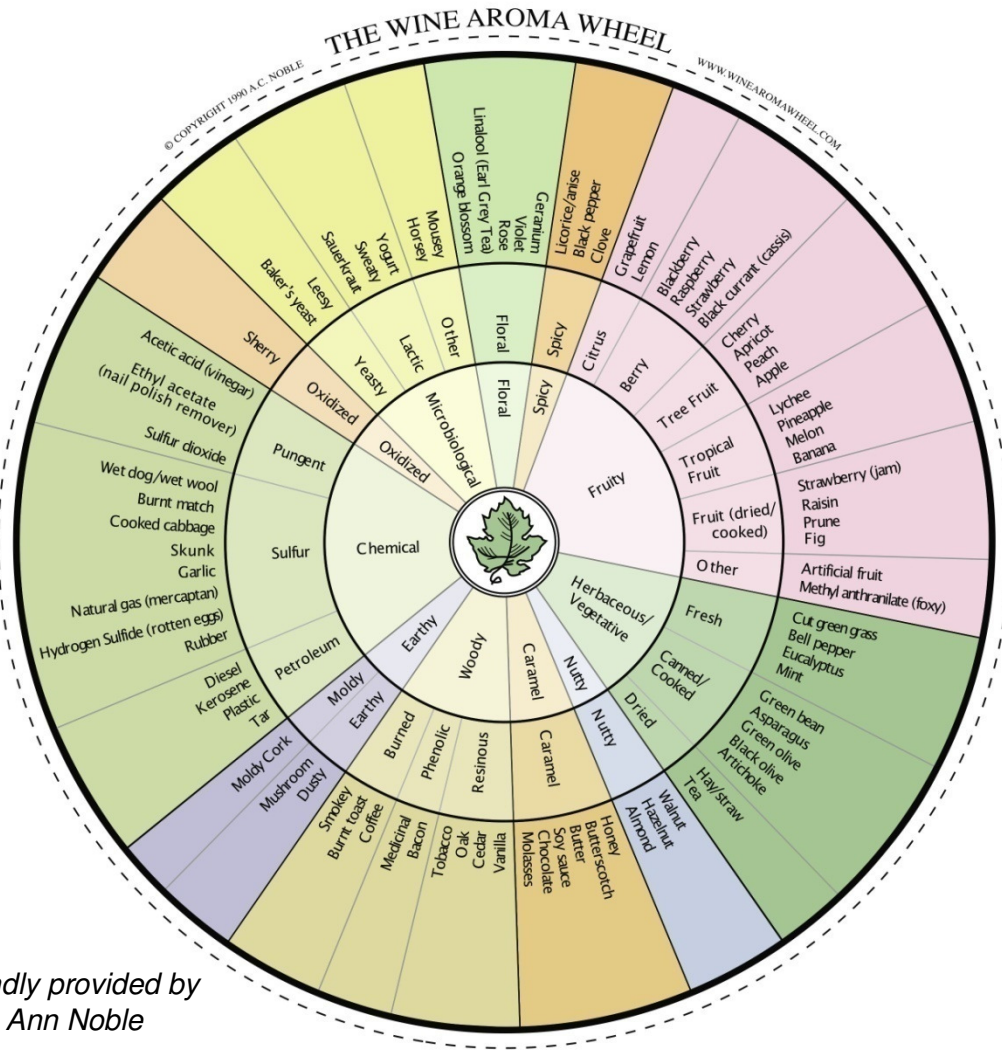 THE WINE AROMA WHEEL
© COPYRIGHT 1990 A.C. NOBLE
WWW.WINEAROMAWHEEL.COM
Floral
Floral
Linalool (Earl Grey Tea)
Orange blossom
Rose
Violet
Geranium
Spicy
Spicy
Licorice/anise
Black pepper
Clove
Fruity
Citrus
Grapefruit
Lemon
Berry
Blackberry
Raspberry
Strawberry
Black currant (cassis)
Tree Fruit
Cherry
Apricot
Peach
Apple
Tropical
Fruit
Lychee
Pineapple
Melon
Banana
Fruit (dried/
cooked)
Strawberry (jam)
Raisin
Prune
Fig
Other
Artificial fruit
Methyl anthranilate (foxy)
Herbaceous/
Vegetative
Fresh
Cut green grass
Bell pepper
Eucalyptus
Mint
Canned/
Cooked
Green bean
Asparagus
Green olive
Black olive
Artichoke
Dried
Hay/straw
Tea
Nutty
Nutty
Walnut
Hazelnut
Almond
Caramel
Caramel
Honey
Butterscotch
Butter
Soy sauce
Chocolate
Molasses
Woody
Resinous
Vanilla
Cedar
Oak
Tobacco
Phenolic
Bacon
Medicinal
Burned
Coffee
Burnt toast
Smokey
Earthy
Earthy
Dusty
Mushroom
Moldy
Moldy Cork
Chemical
Petroleum
Tar
Plastic
Kerosene
Diesel
Sulfur
Rubber
Hydrogen Sulfide (rotten eggs)
Natural gas (mercaptan)
Garlic
Skunk
Cooked cabbage
Burnt match
Wet dog/wet wool
Pungent
Sulfur dioxide
Ethyl acetate
(nail polish remover)
Acetic acid (vinegar)
Oxidized
Oxidized
Sherry
Microbiological
Yeasty
Baker's yeast
Leesy
Lactic
Sauerkraut
Sweaty
Yogurt
Other
Horsey
Mousey
provided by
Ann Noble